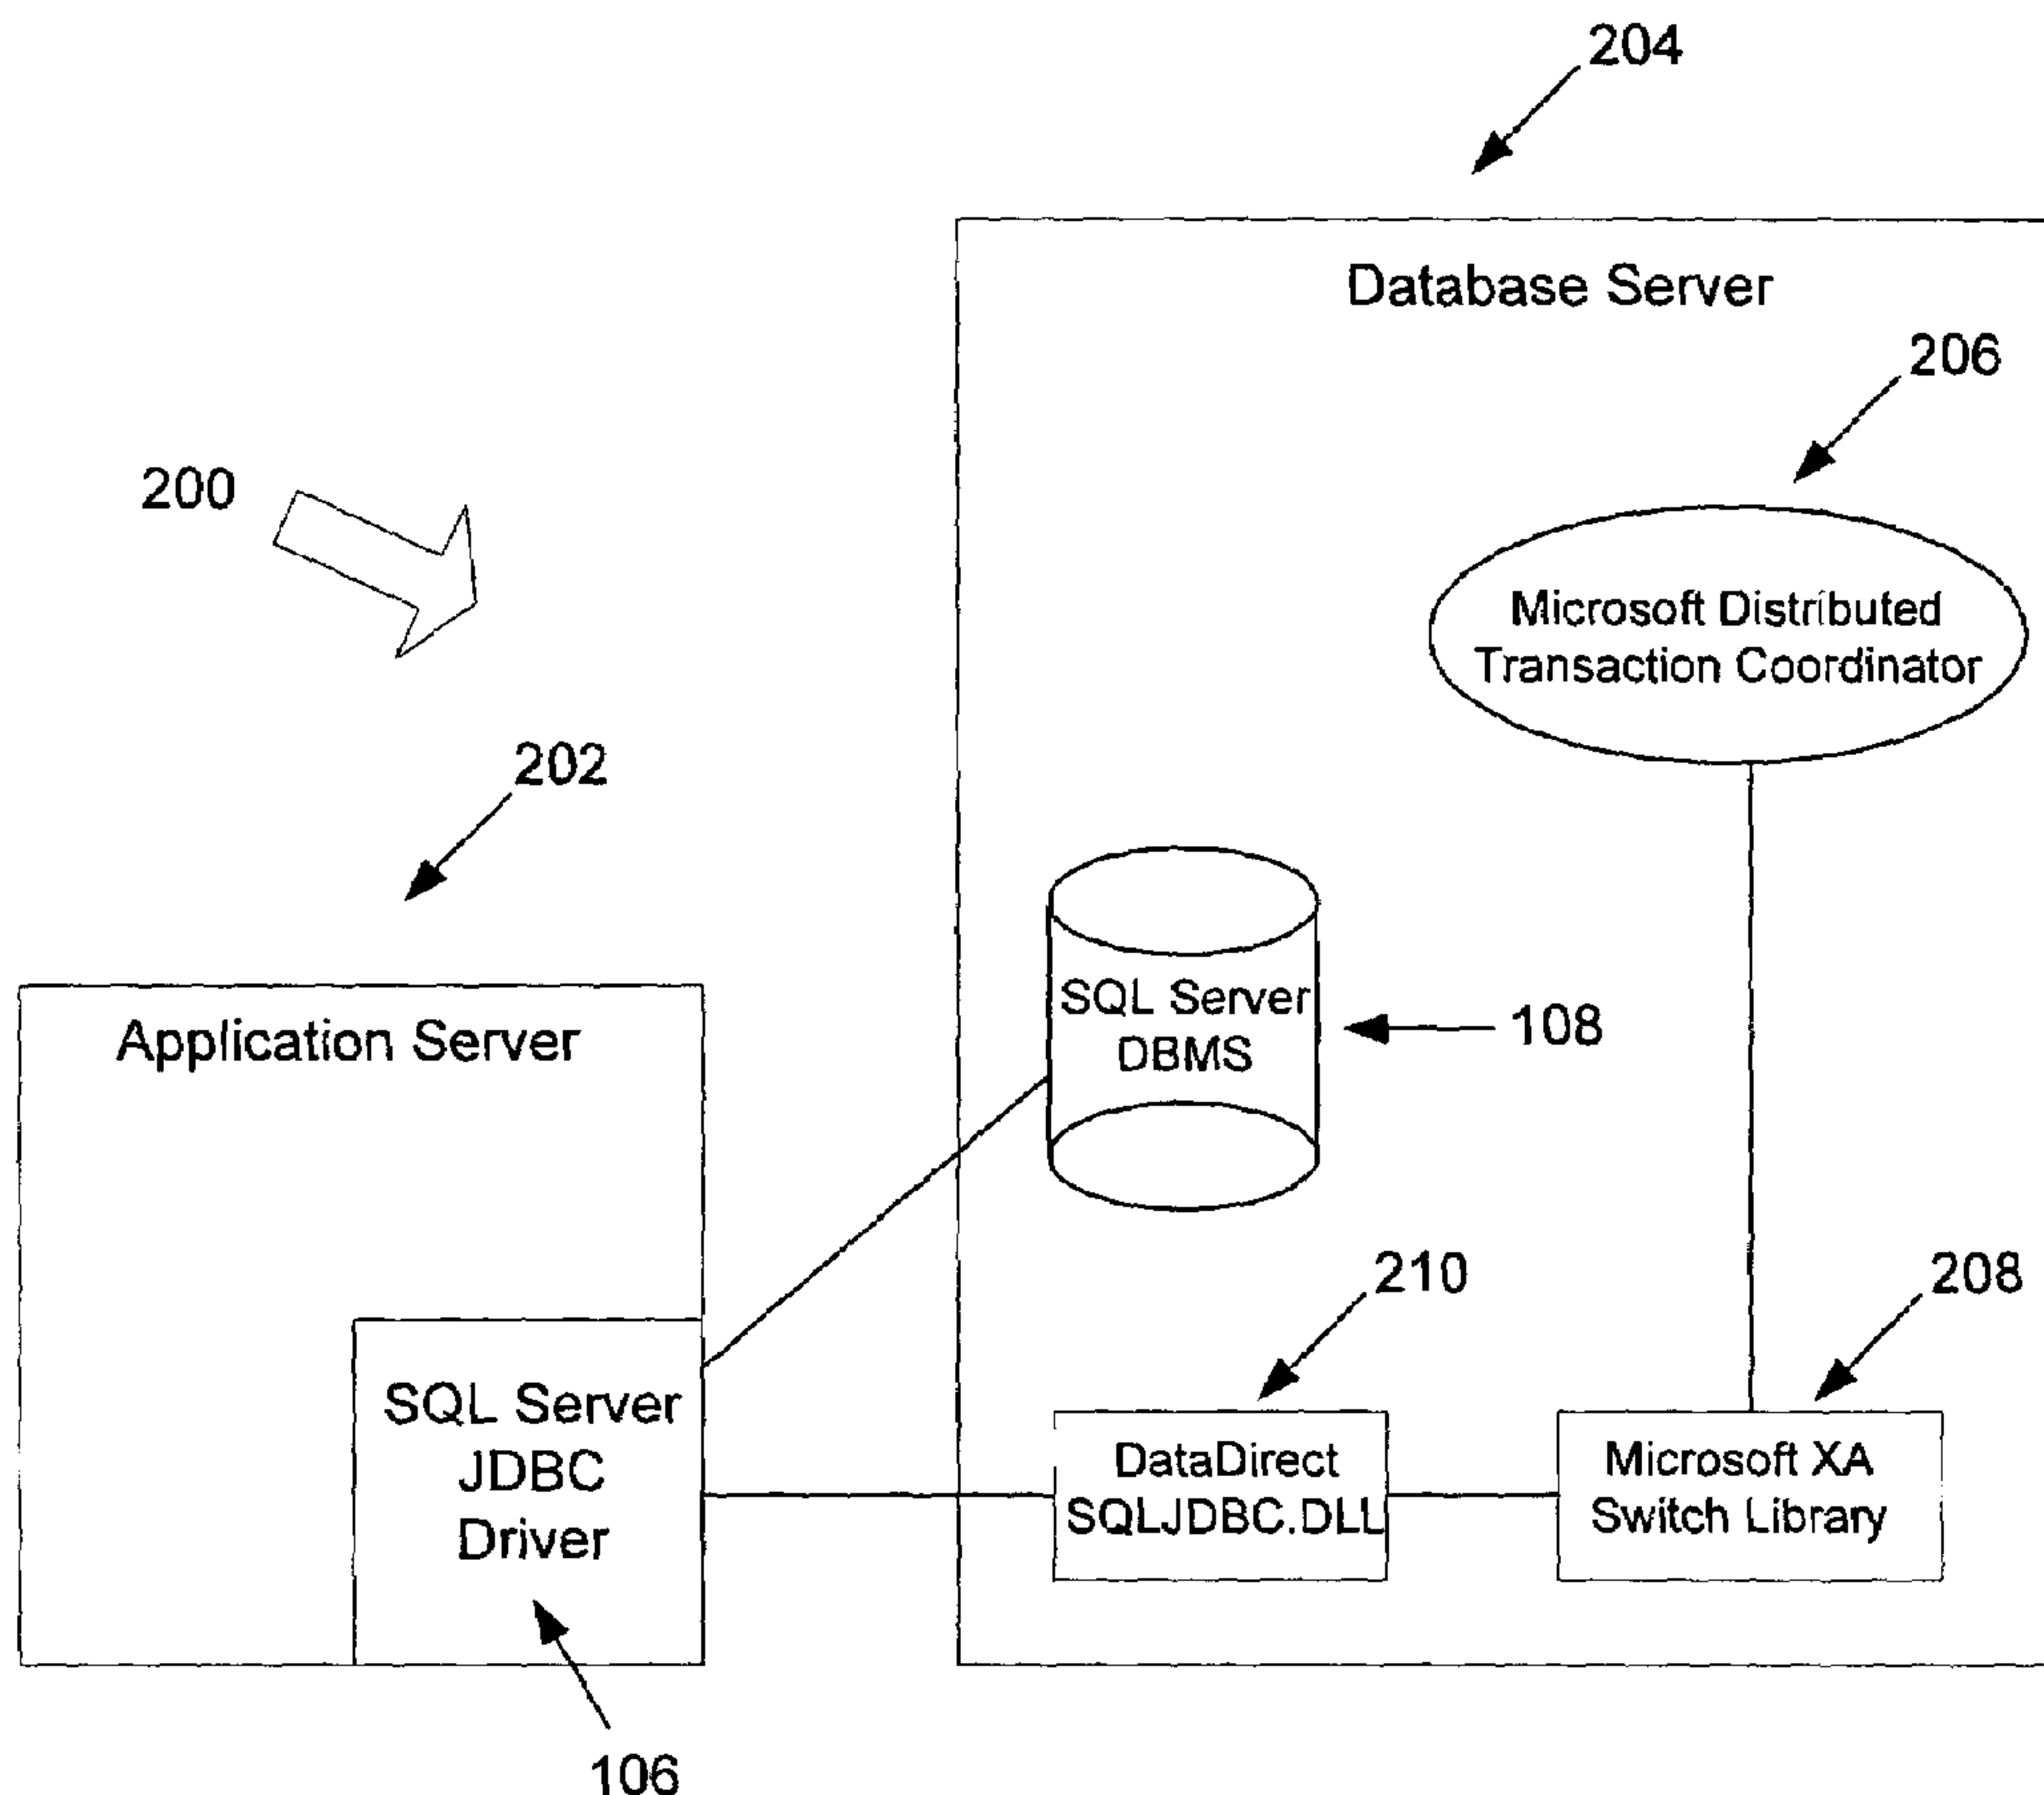 204
Database Server
206
200
Microsoft Distributed
Transaction Coordinator
202
SQL Server
DBMS
108
Application Server
210
208
SQL Server
JDBC
Driver
DataDirect
SQLJDBC.DLL
Microsoft XA
Switch Library
106